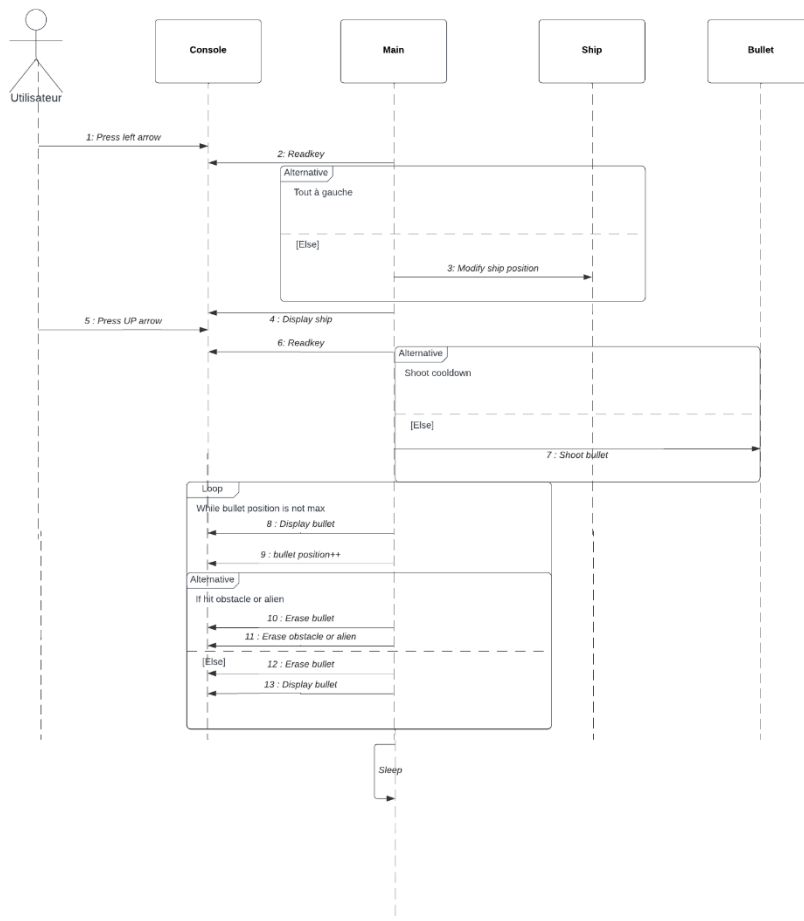 Console
Main
Ship
Bullet
Utilisateur
1: Press left arrow
2: Readkey
Alternative
Tout à gauche
[Else]
3: Modify ship position
4 : Display ship
5 : Press UP arrow
6: Readkey
Alternative
Shoot cooldown
[Else]
7 : Shoot bullet
Loop
While bullet position is not max
8 : Display bullet
9 : bullet position++
Alternative
If hit obstacle or alien
10 : Erase bullet
11 : Erase obstacle or alien
[Else]
12 : Erase bullet
13 : Display bullet
Sleep